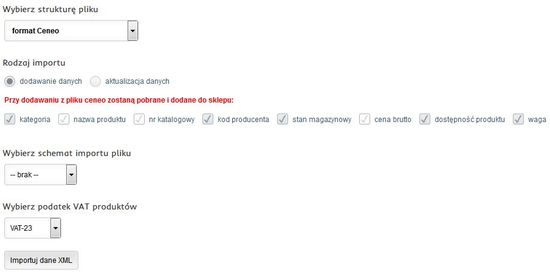 Wybierz strukturę pliku
format Ceneo
Rodzaj importu
dodawanie danych aktualizacja danych
Przy dodawaniu z pliku ceneo zostaną pobrane i dodane do sklepu:
kategoria nazwa produktu nr katalogowy kod producenta stan magazynowy cena brutto dostępność produktu waga
Wybierz schemat importu pliku
-- brak --
Wybierz podatek VAT produktów
VAT-23
Importuj dane XML